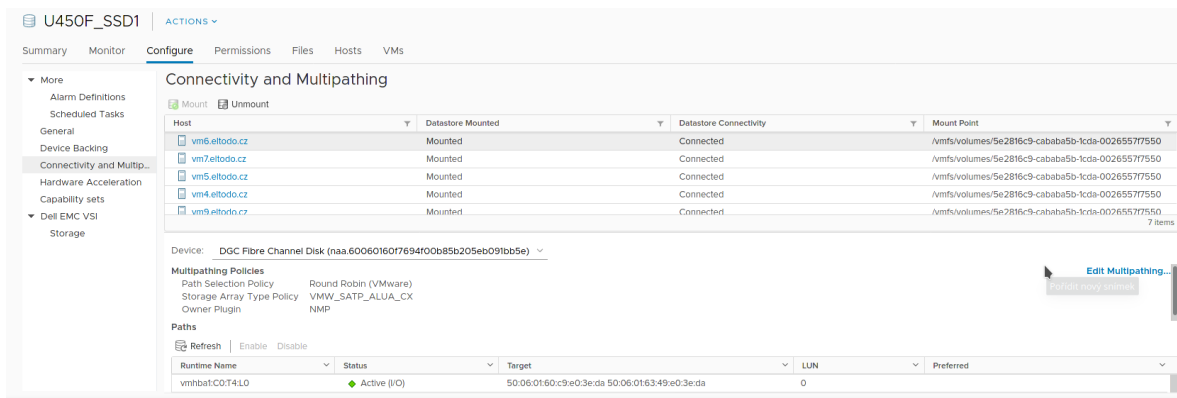 U450F_SSD1 ACTIONS
Summary Monitor Configure Permissions Files Hosts VMs
More
Alarm Definitions
Scheduled Tasks
General
Device Backing
Connectivity and Multip...
Hardware Acceleration
Capability sets
Dell EMC VSI
Storage
Connectivity and Multipathing
Mount Unmount
Host Datastore Mounted Datastore Connectivity Mount Point
vm6.eltodo.cz Mounted Connected /vmfs/volumes/5e2816c9-cababa5b-1cda-0026557f7550
vm7.eltodo.cz Mounted Connected /vmfs/volumes/5e2816c9-cababa5b-1cda-0026557f7550
vm5.eltodo.cz Mounted Connected /vmfs/volumes/5e2816c9-cababa5b-1cda-0026557f7550
vm4.eltodo.cz Mounted Connected /vmfs/volumes/5e2816c9-cababa5b-1cda-0026557f7550
vm9.eltodo.cz Mounted Connected /vmfs/volumes/5e2816c9-cababa5b-1cda-0026557f7550
7 items
Device: DGC Fibre Channel Disk (naa.60060160f7694f00b85b205eb091bb5e)
Multipathing Policies Edit Multipathing...
Path Selection Policy Round Robin (VMware)
Pořídit nový snímek
Storage Array Type Policy VMW_SATP_ALUA_CX
Owner Plugin NMP
Paths
Refresh Enable Disable
Runtime Name Status Target LUN Preferred
vmhba1:C0:T4:L0 Active (I/O) 50:06:01:60:c9:e0:3e:da 50:06:01:63:49:e0:3e:da 0